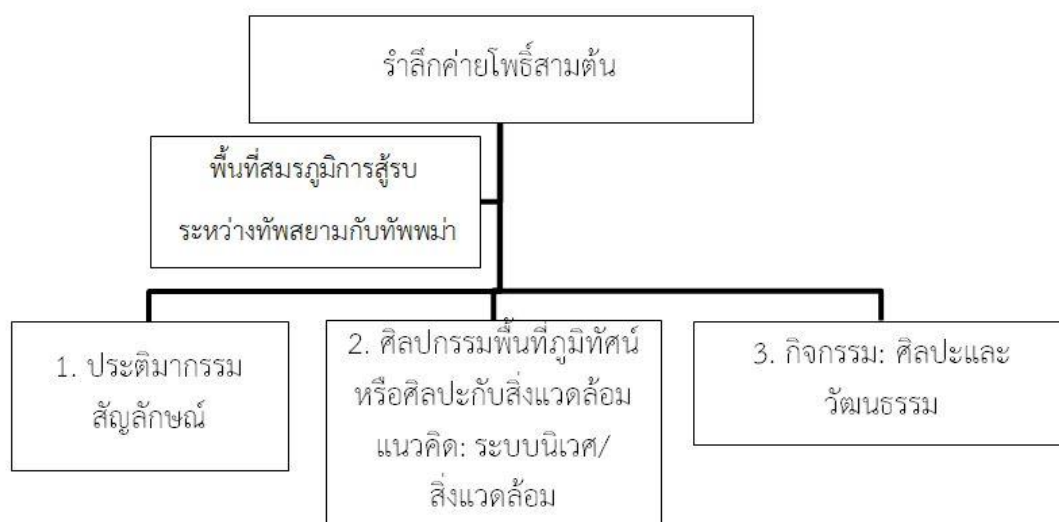 รำลึกค่ายโพธิ์สามต้น
พื้นที่สมรภูมิการสู้รบ
ระหว่างทัพสยามกับทัพพม่า
1. ประติมากรรม
สัญลักษณ์
2. ศิลปกรรมพื้นที่ภูมิทัศน์
หรือศิลปะกับสิ่งแวดล้อม
แนวคิด: ระบบนิเวศ/
สิ่งแวดล้อม
3. กิจกรรม: ศิลปะและ
วัฒนธรรม